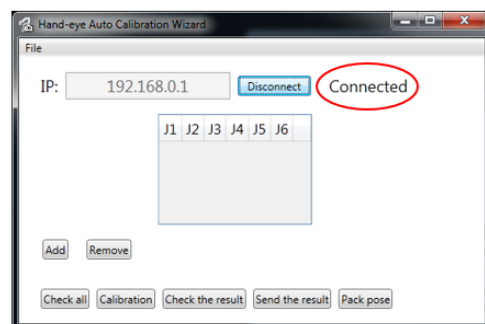 Hand-eye Auto Calibration Wizard
File
IP: 192.168.0.1 Disconnect Connected
J1 J2 J3 J4 J5 J6
Add Remove
Check all Calibration Check the result Send the result Pack pose